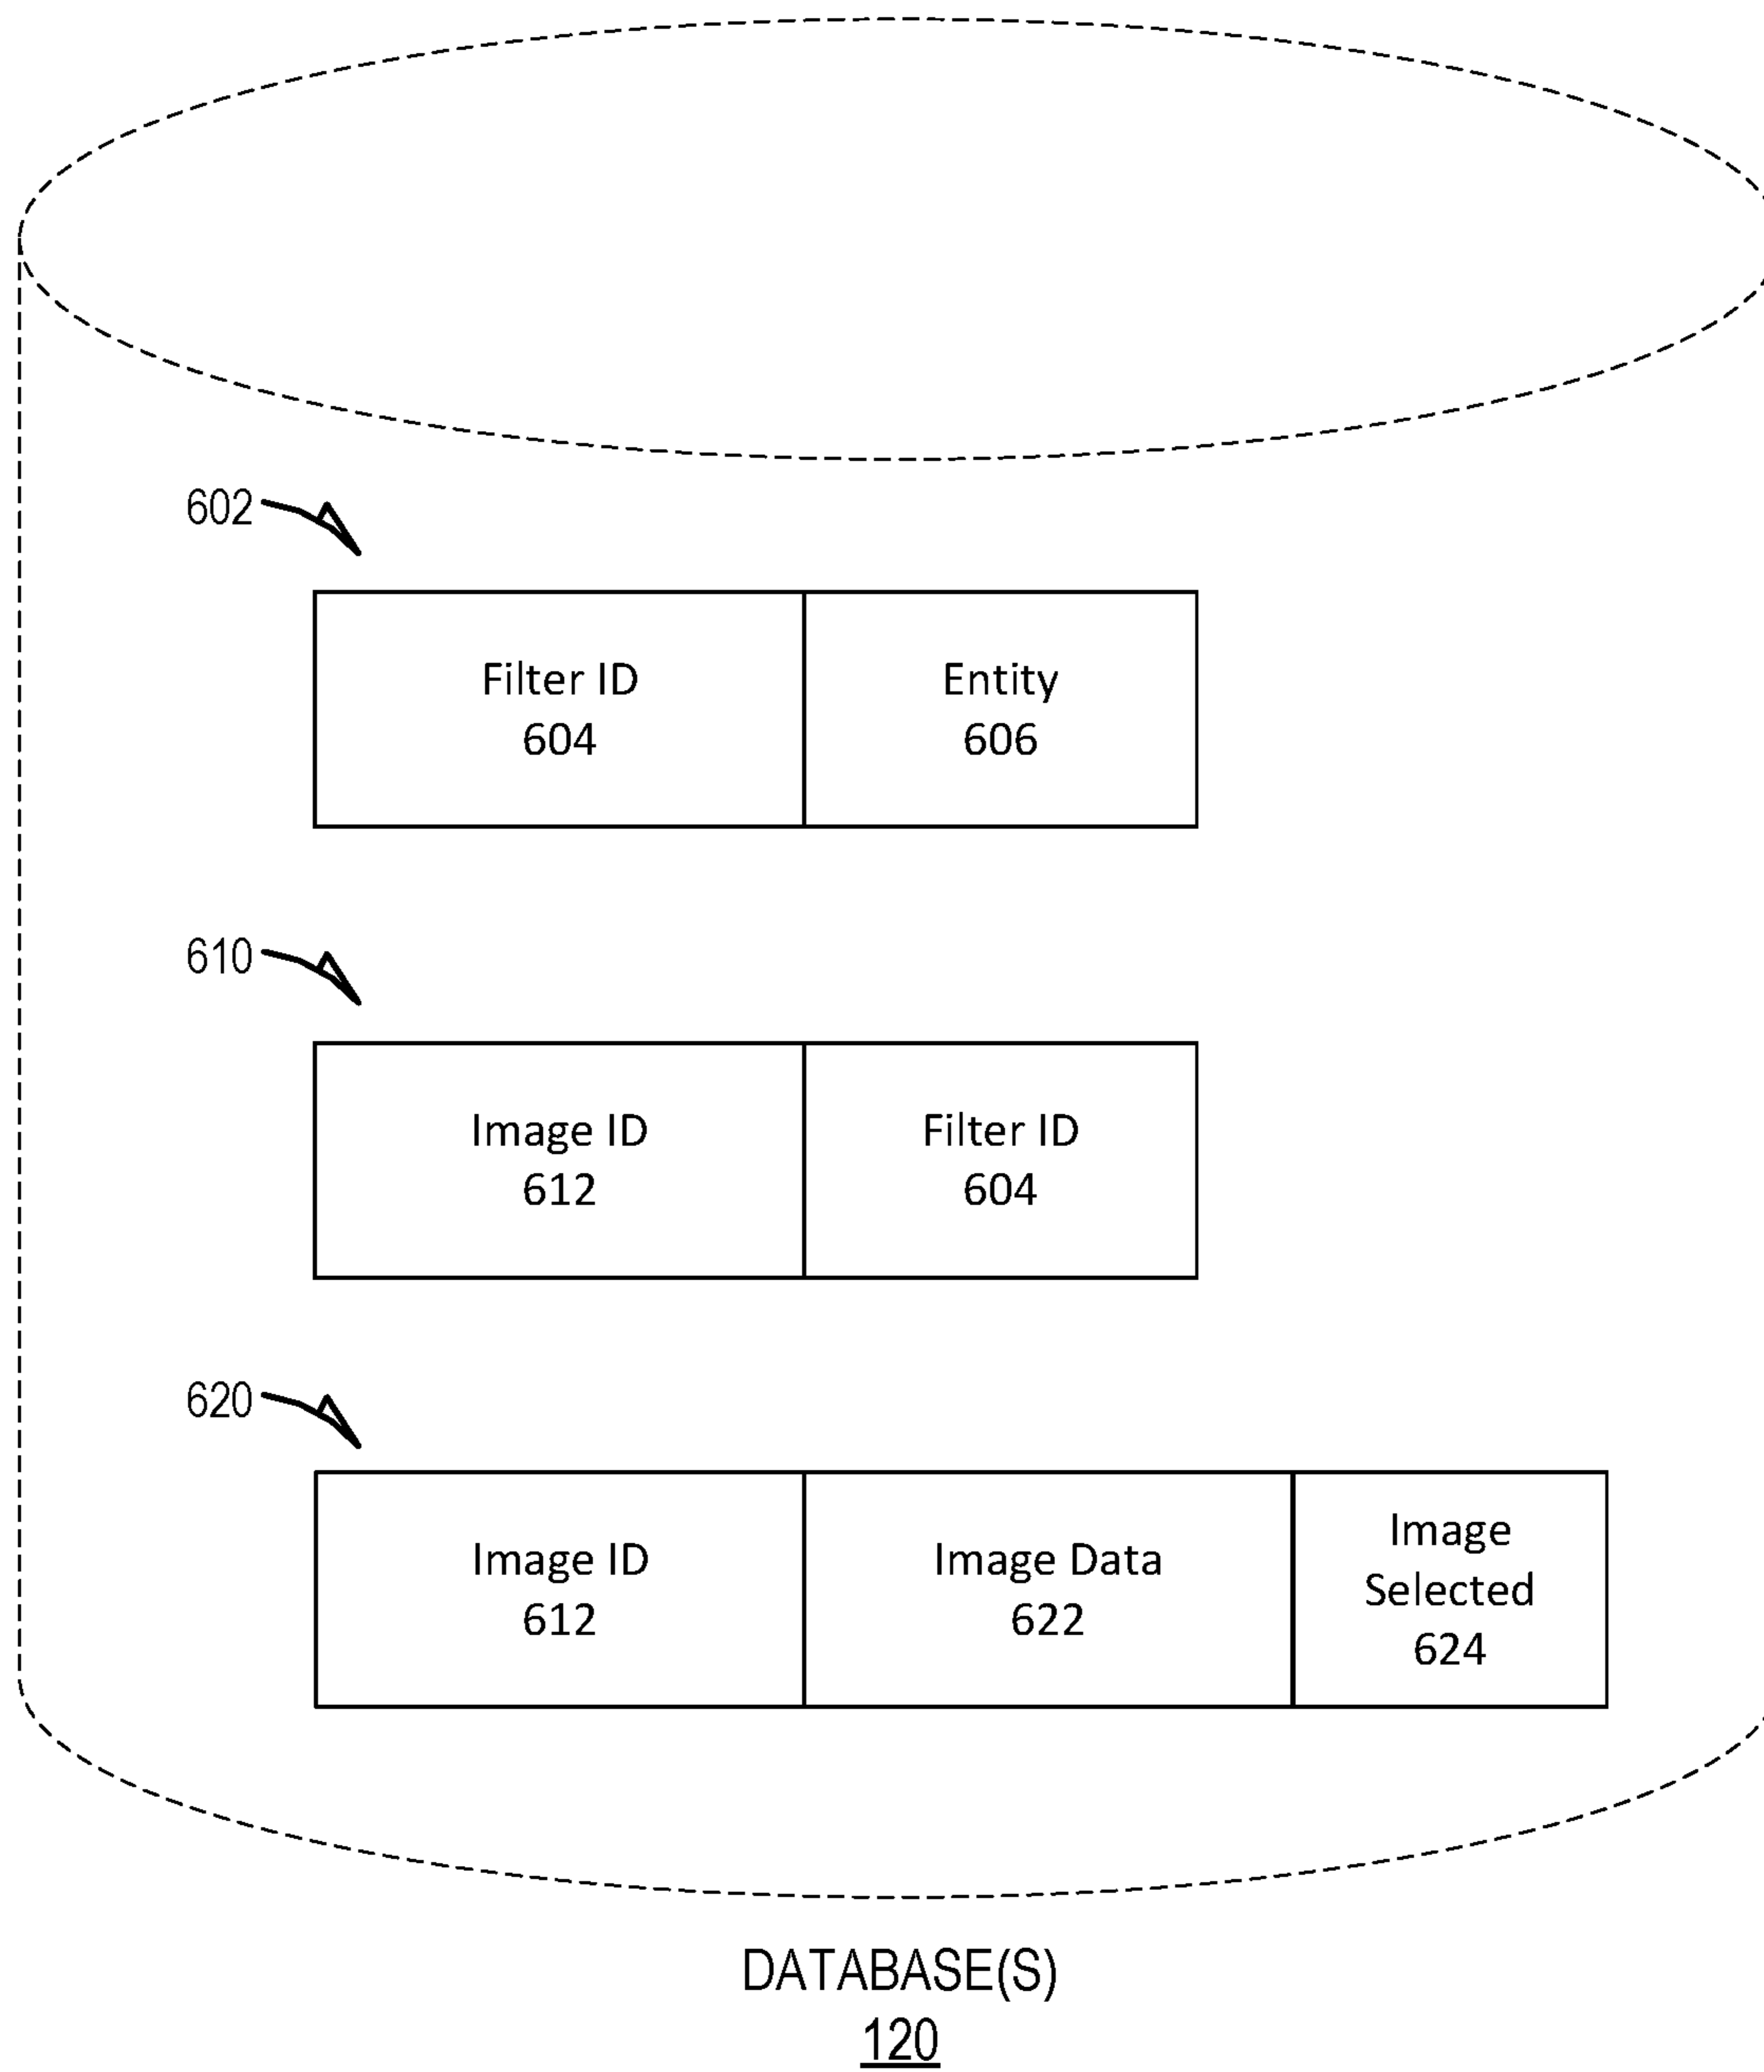 602
Filter ID
604
Entity
606
610
Image ID
612
Filter ID
604
620
Image ID
612
Image Data
622
Image
Selected
624
DATABASE(S)
120